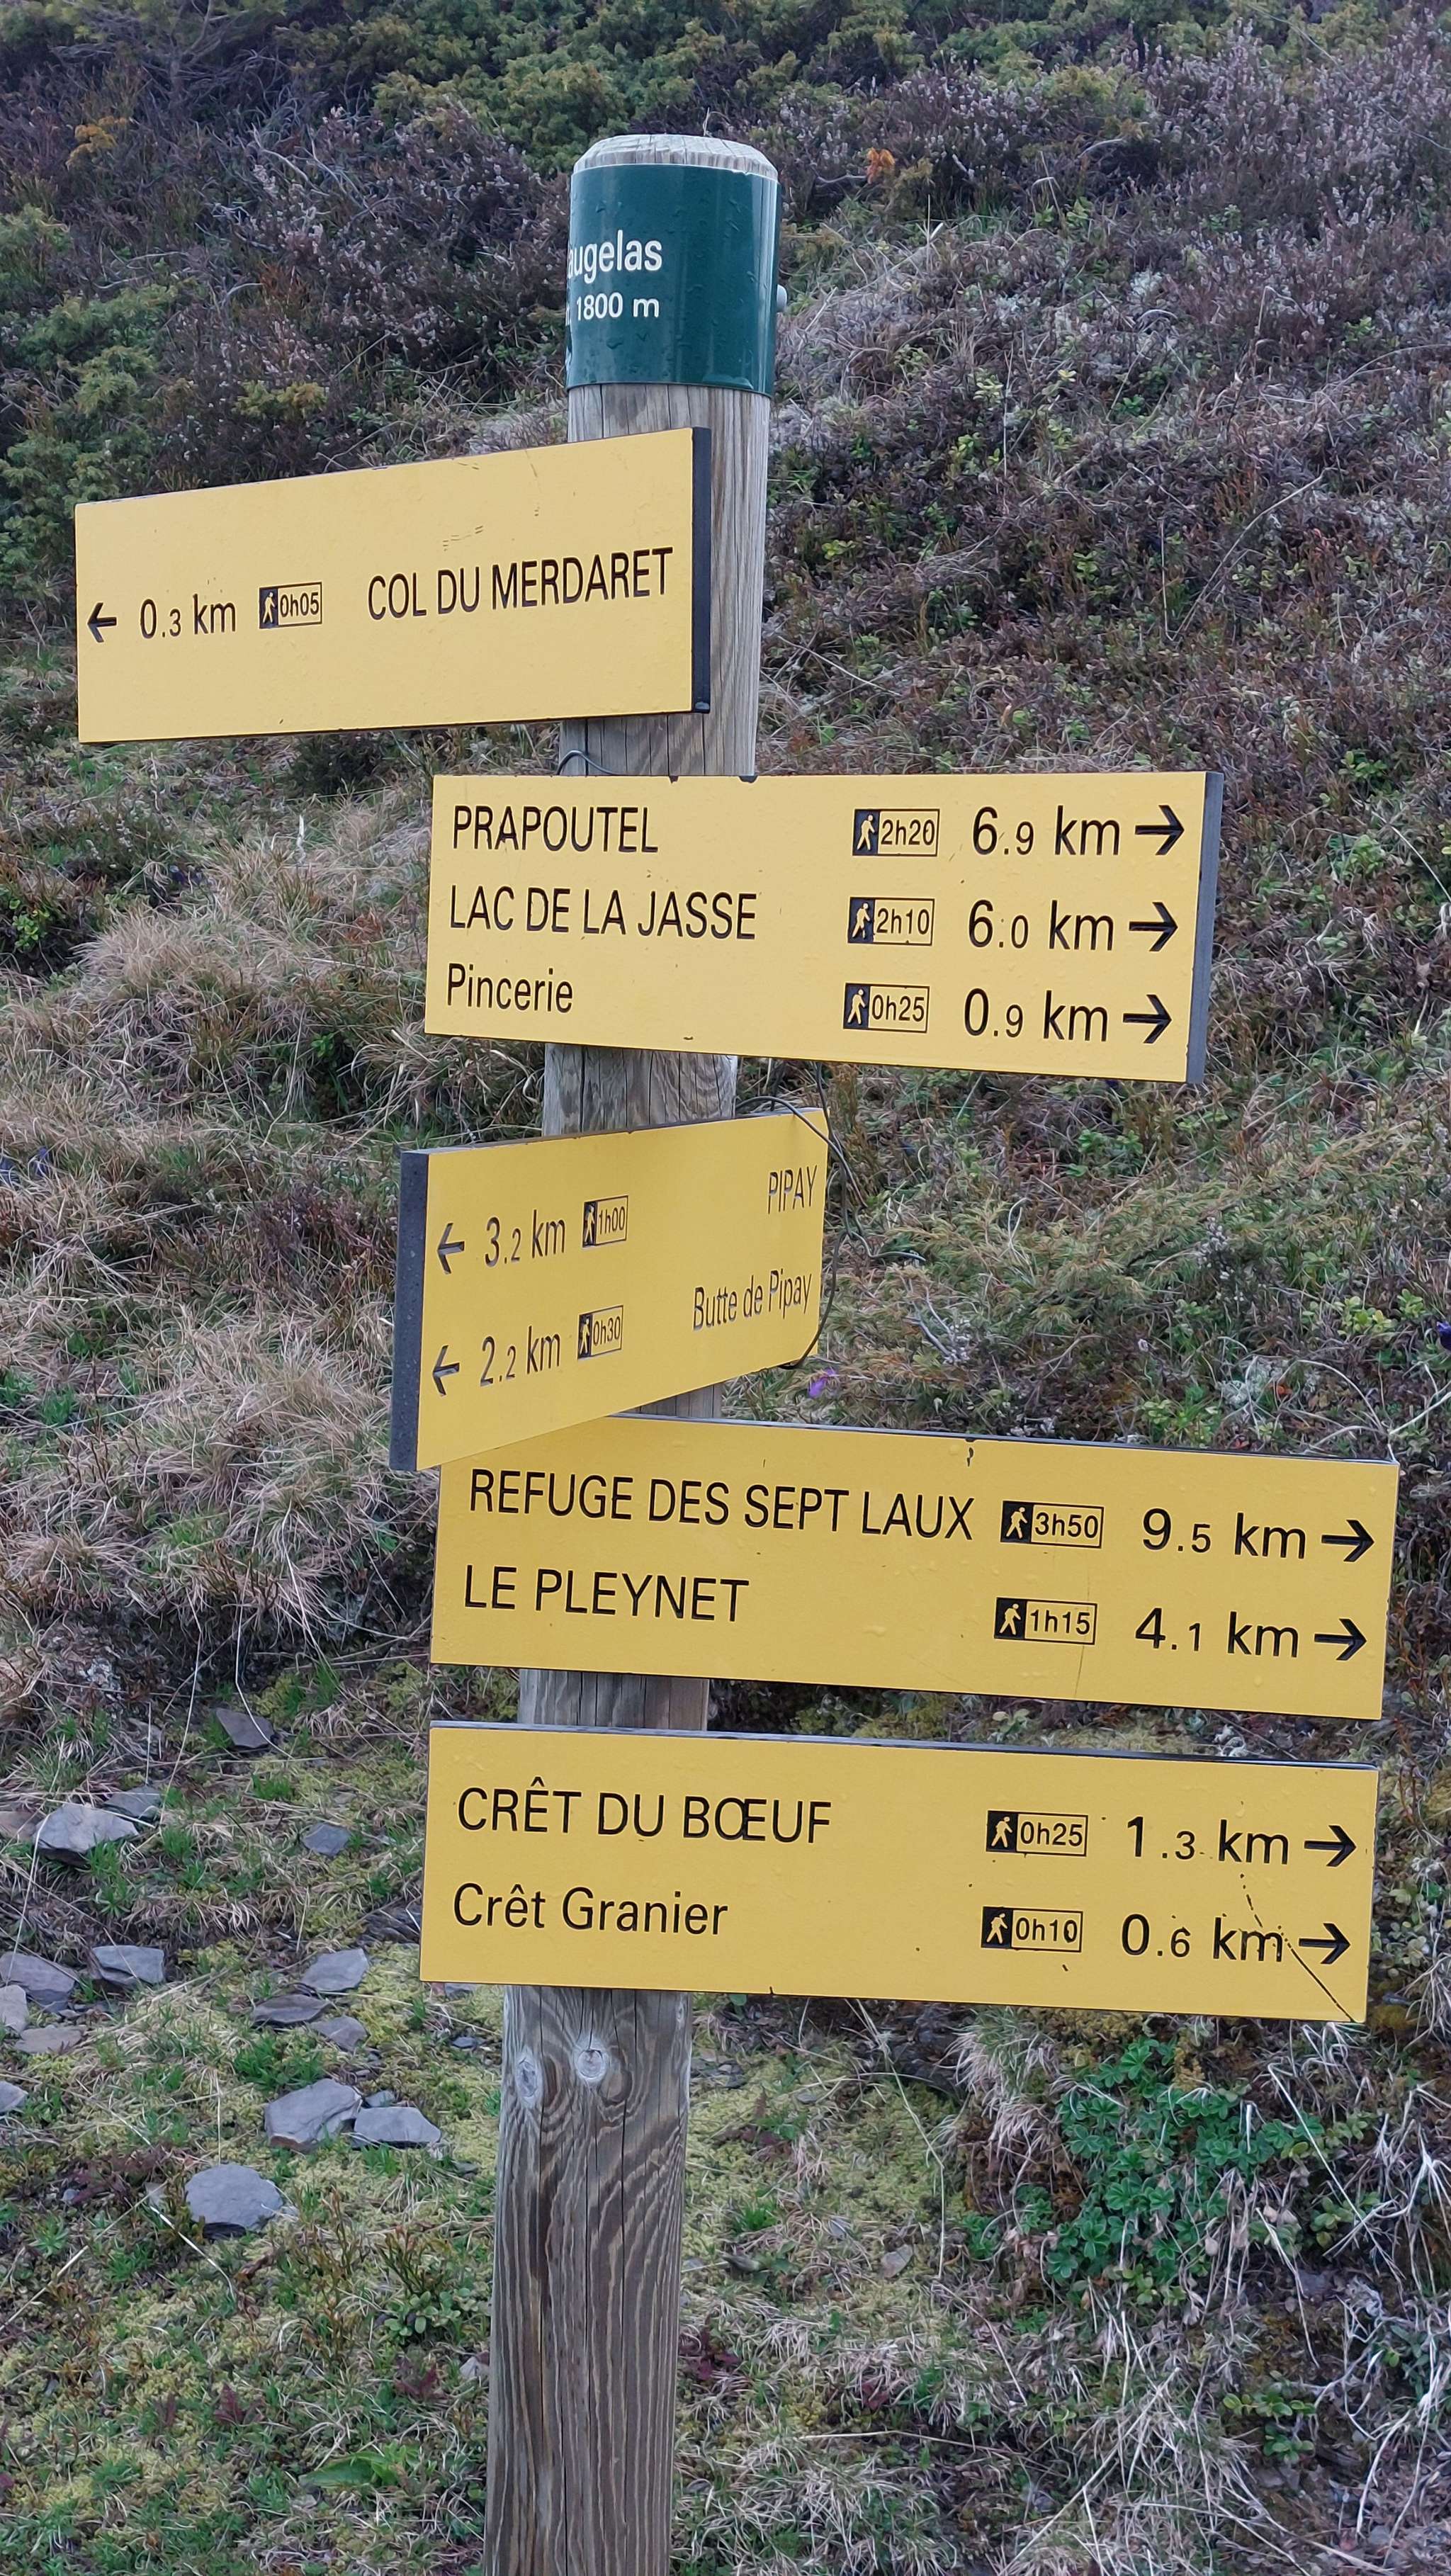 augelas
1800 m
← 0.3 km 0h05 COL DU MERDARET
PRAPOUTEL 2h20 6.9 km →
LAC DE LA JASSE 2h10 6.0 km →
Pincerie 0h25 0.9 km →
← 3.2 km 1h00 PIPAY
← 2.2 km 0h30 Butte de Pipay
REFUGE DES SEPT LAUX 3h50 9.5 km →
LE PLEYNET 1h15 4.1 km →
CRÊT DU BŒUF 0h25 1.3 km →
Crêt Granier 0h10 0.6 km →